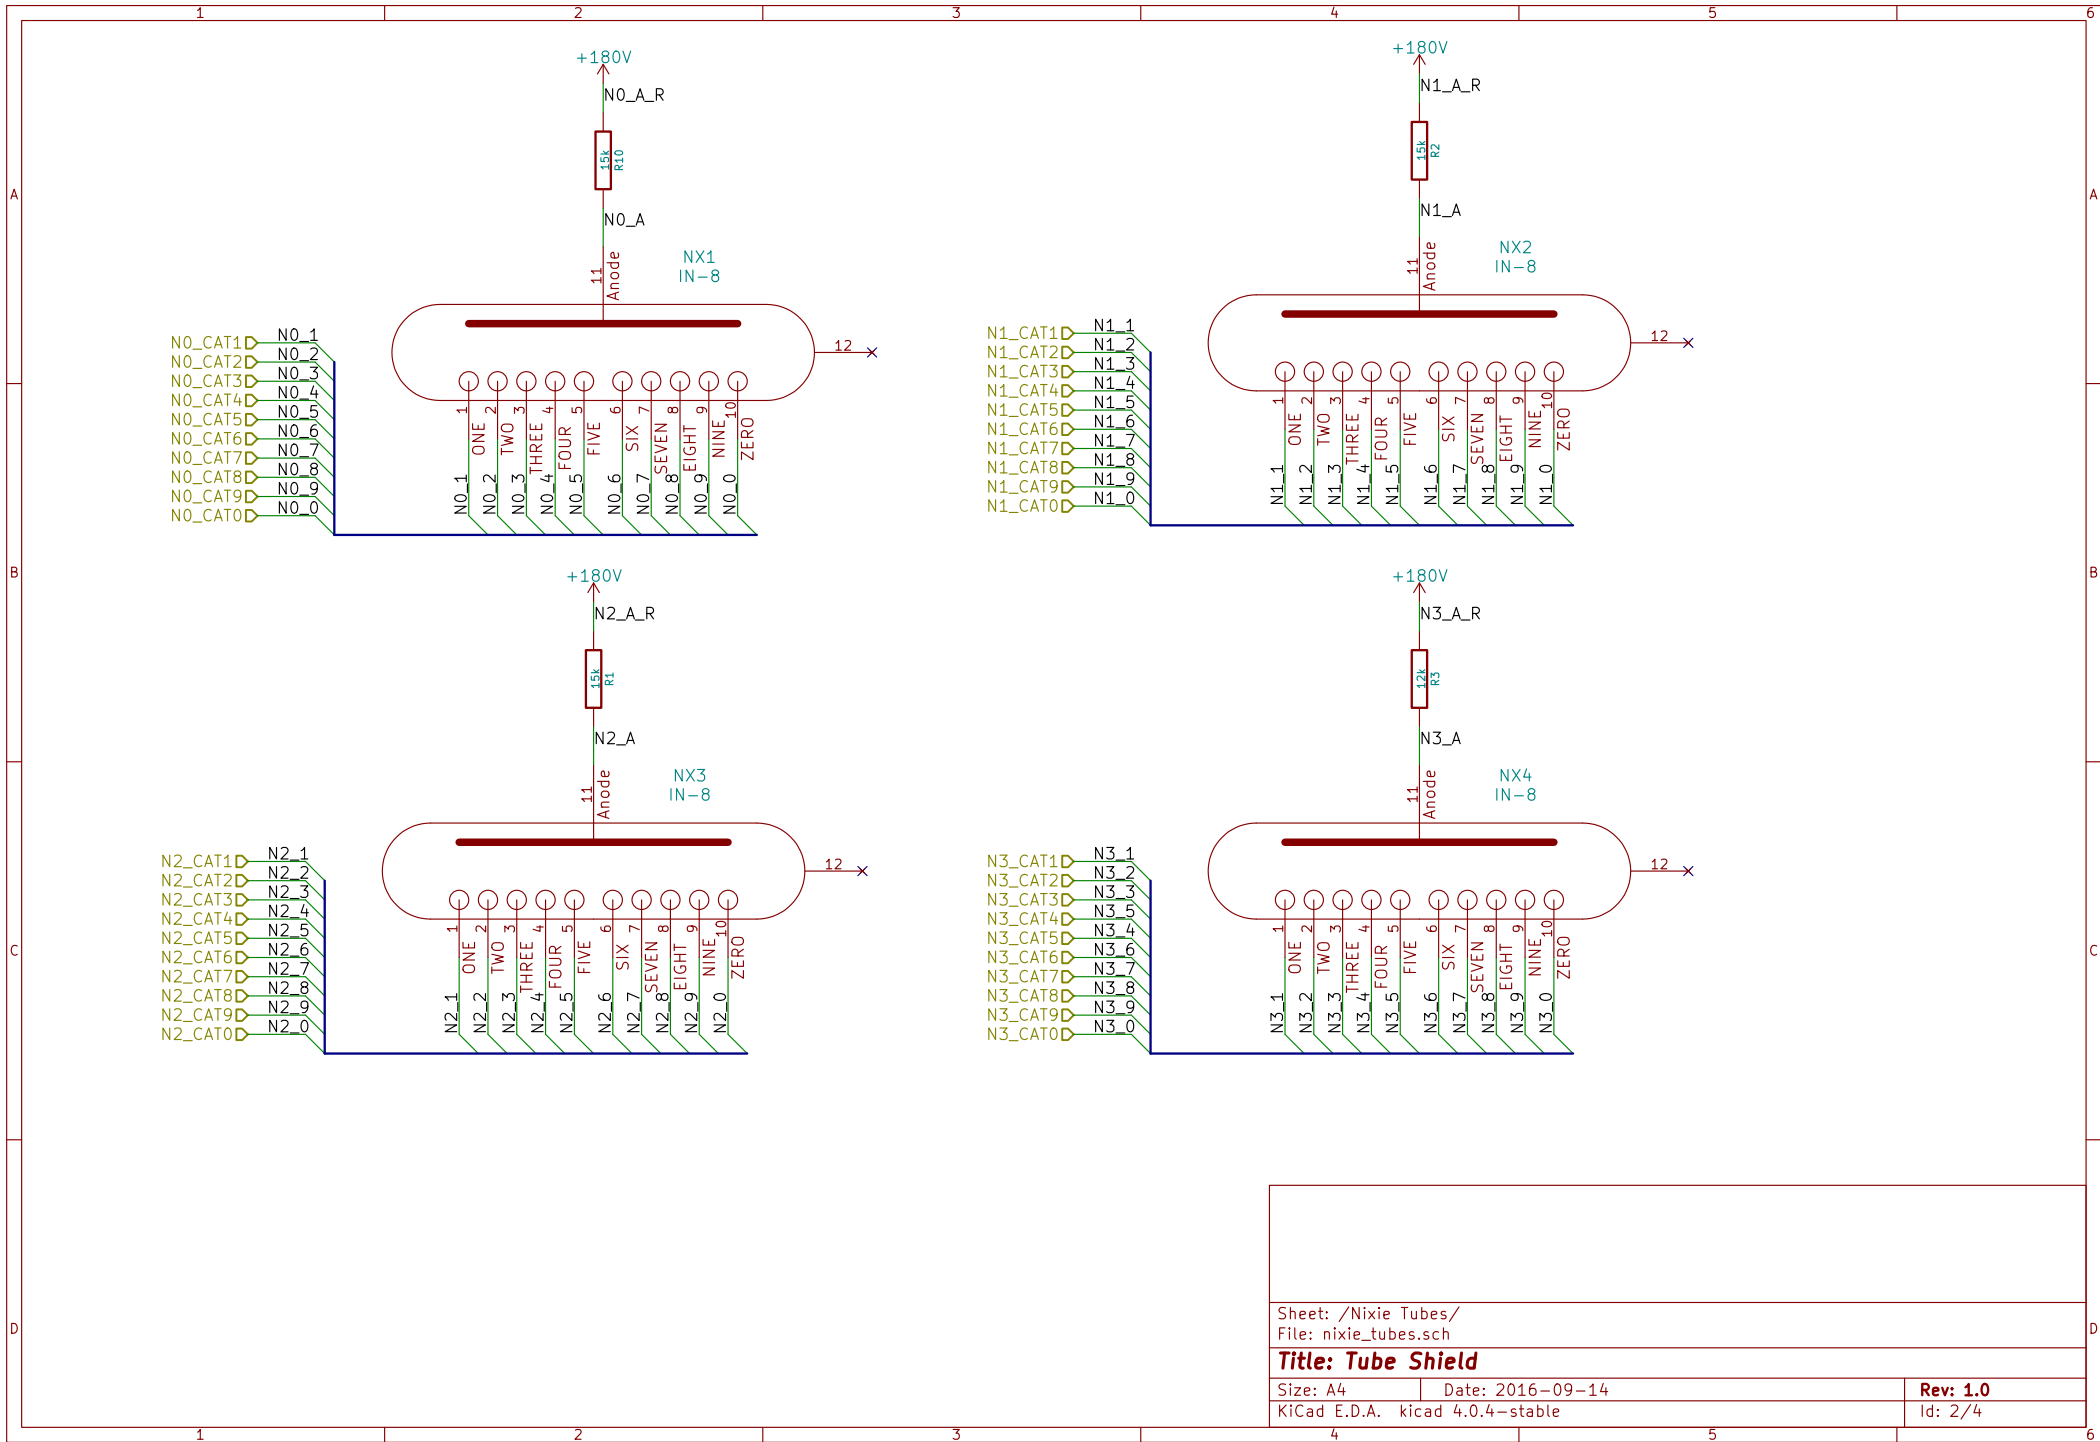 1 2 3 4 5 6
A
B
C
D
A
B
C
D
+180V
N0_A_R
15k
R10
N0_A
11
Anode
NX1
IN-8
12
N0_CAT1 N0_1
N0_CAT2 N0_2
N0_CAT3 N0_3
N0_CAT4 N0_4
N0_CAT5 N0_5
N0_CAT6 N0_6
N0_CAT7 N0_7
N0_CAT8 N0_8
N0_CAT9 N0_9
N0_CAT0 N0_0
1 2 3 4 5 6 7 8 9 10
ONE TWO THREE FOUR FIVE SIX SEVEN EIGHT NINE ZERO
N0_1 N0_2 N0_3 N0_4 N0_5 N0_6 N0_7 N0_8 N0_9 N0_0
+180V
N1_A_R
15k
R2
N1_A
11
Anode
NX2
IN-8
12
N1_CAT1 N1_1
N1_CAT2 N1_2
N1_CAT3 N1_3
N1_CAT4 N1_4
N1_CAT5 N1_5
N1_CAT6 N1_6
N1_CAT7 N1_7
N1_CAT8 N1_8
N1_CAT9 N1_9
N1_CAT0 N1_0
1 2 3 4 5 6 7 8 9 10
ONE TWO THREE FOUR FIVE SIX SEVEN EIGHT NINE ZERO
N1_1 N1_2 N1_3 N1_4 N1_5 N1_6 N1_7 N1_8 N1_9 N1_0
+180V
N2_A_R
15k
R1
N2_A
11
Anode
NX3
IN-8
12
N2_CAT1 N2_1
N2_CAT2 N2_2
N2_CAT3 N2_3
N2_CAT4 N2_4
N2_CAT5 N2_5
N2_CAT6 N2_6
N2_CAT7 N2_7
N2_CAT8 N2_8
N2_CAT9 N2_9
N2_CAT0 N2_0
1 2 3 4 5 6 7 8 9 10
ONE TWO THREE FOUR FIVE SIX SEVEN EIGHT NINE ZERO
N2_1 N2_2 N2_3 N2_4 N2_5 N2_6 N2_7 N2_8 N2_9 N2_0
+180V
N3_A_R
12k
R3
N3_A
11
Anode
NX4
IN-8
12
N3_CAT1 N3_1
N3_CAT2 N3_2
N3_CAT3 N3_3
N3_CAT4 N3_5
N3_CAT5 N3_4
N3_CAT6 N3_6
N3_CAT7 N3_7
N3_CAT8 N3_8
N3_CAT9 N3_9
N3_CAT0 N3_0
1 2 3 4 5 6 7 8 9 10
ONE TWO THREE FOUR FIVE SIX SEVEN EIGHT NINE ZERO
N3_1 N3_2 N3_3 N3_4 N3_5 N3_6 N3_7 N3_8 N3_9 N3_0
Sheet: /Nixie Tubes/
File: nixie_tubes.sch
Title: Tube Shield
Size: A4 Date: 2016-09-14 Rev: 1.0
KiCad E.D.A. kicad 4.0.4-stable Id: 2/4
1 2 3 4 5 6